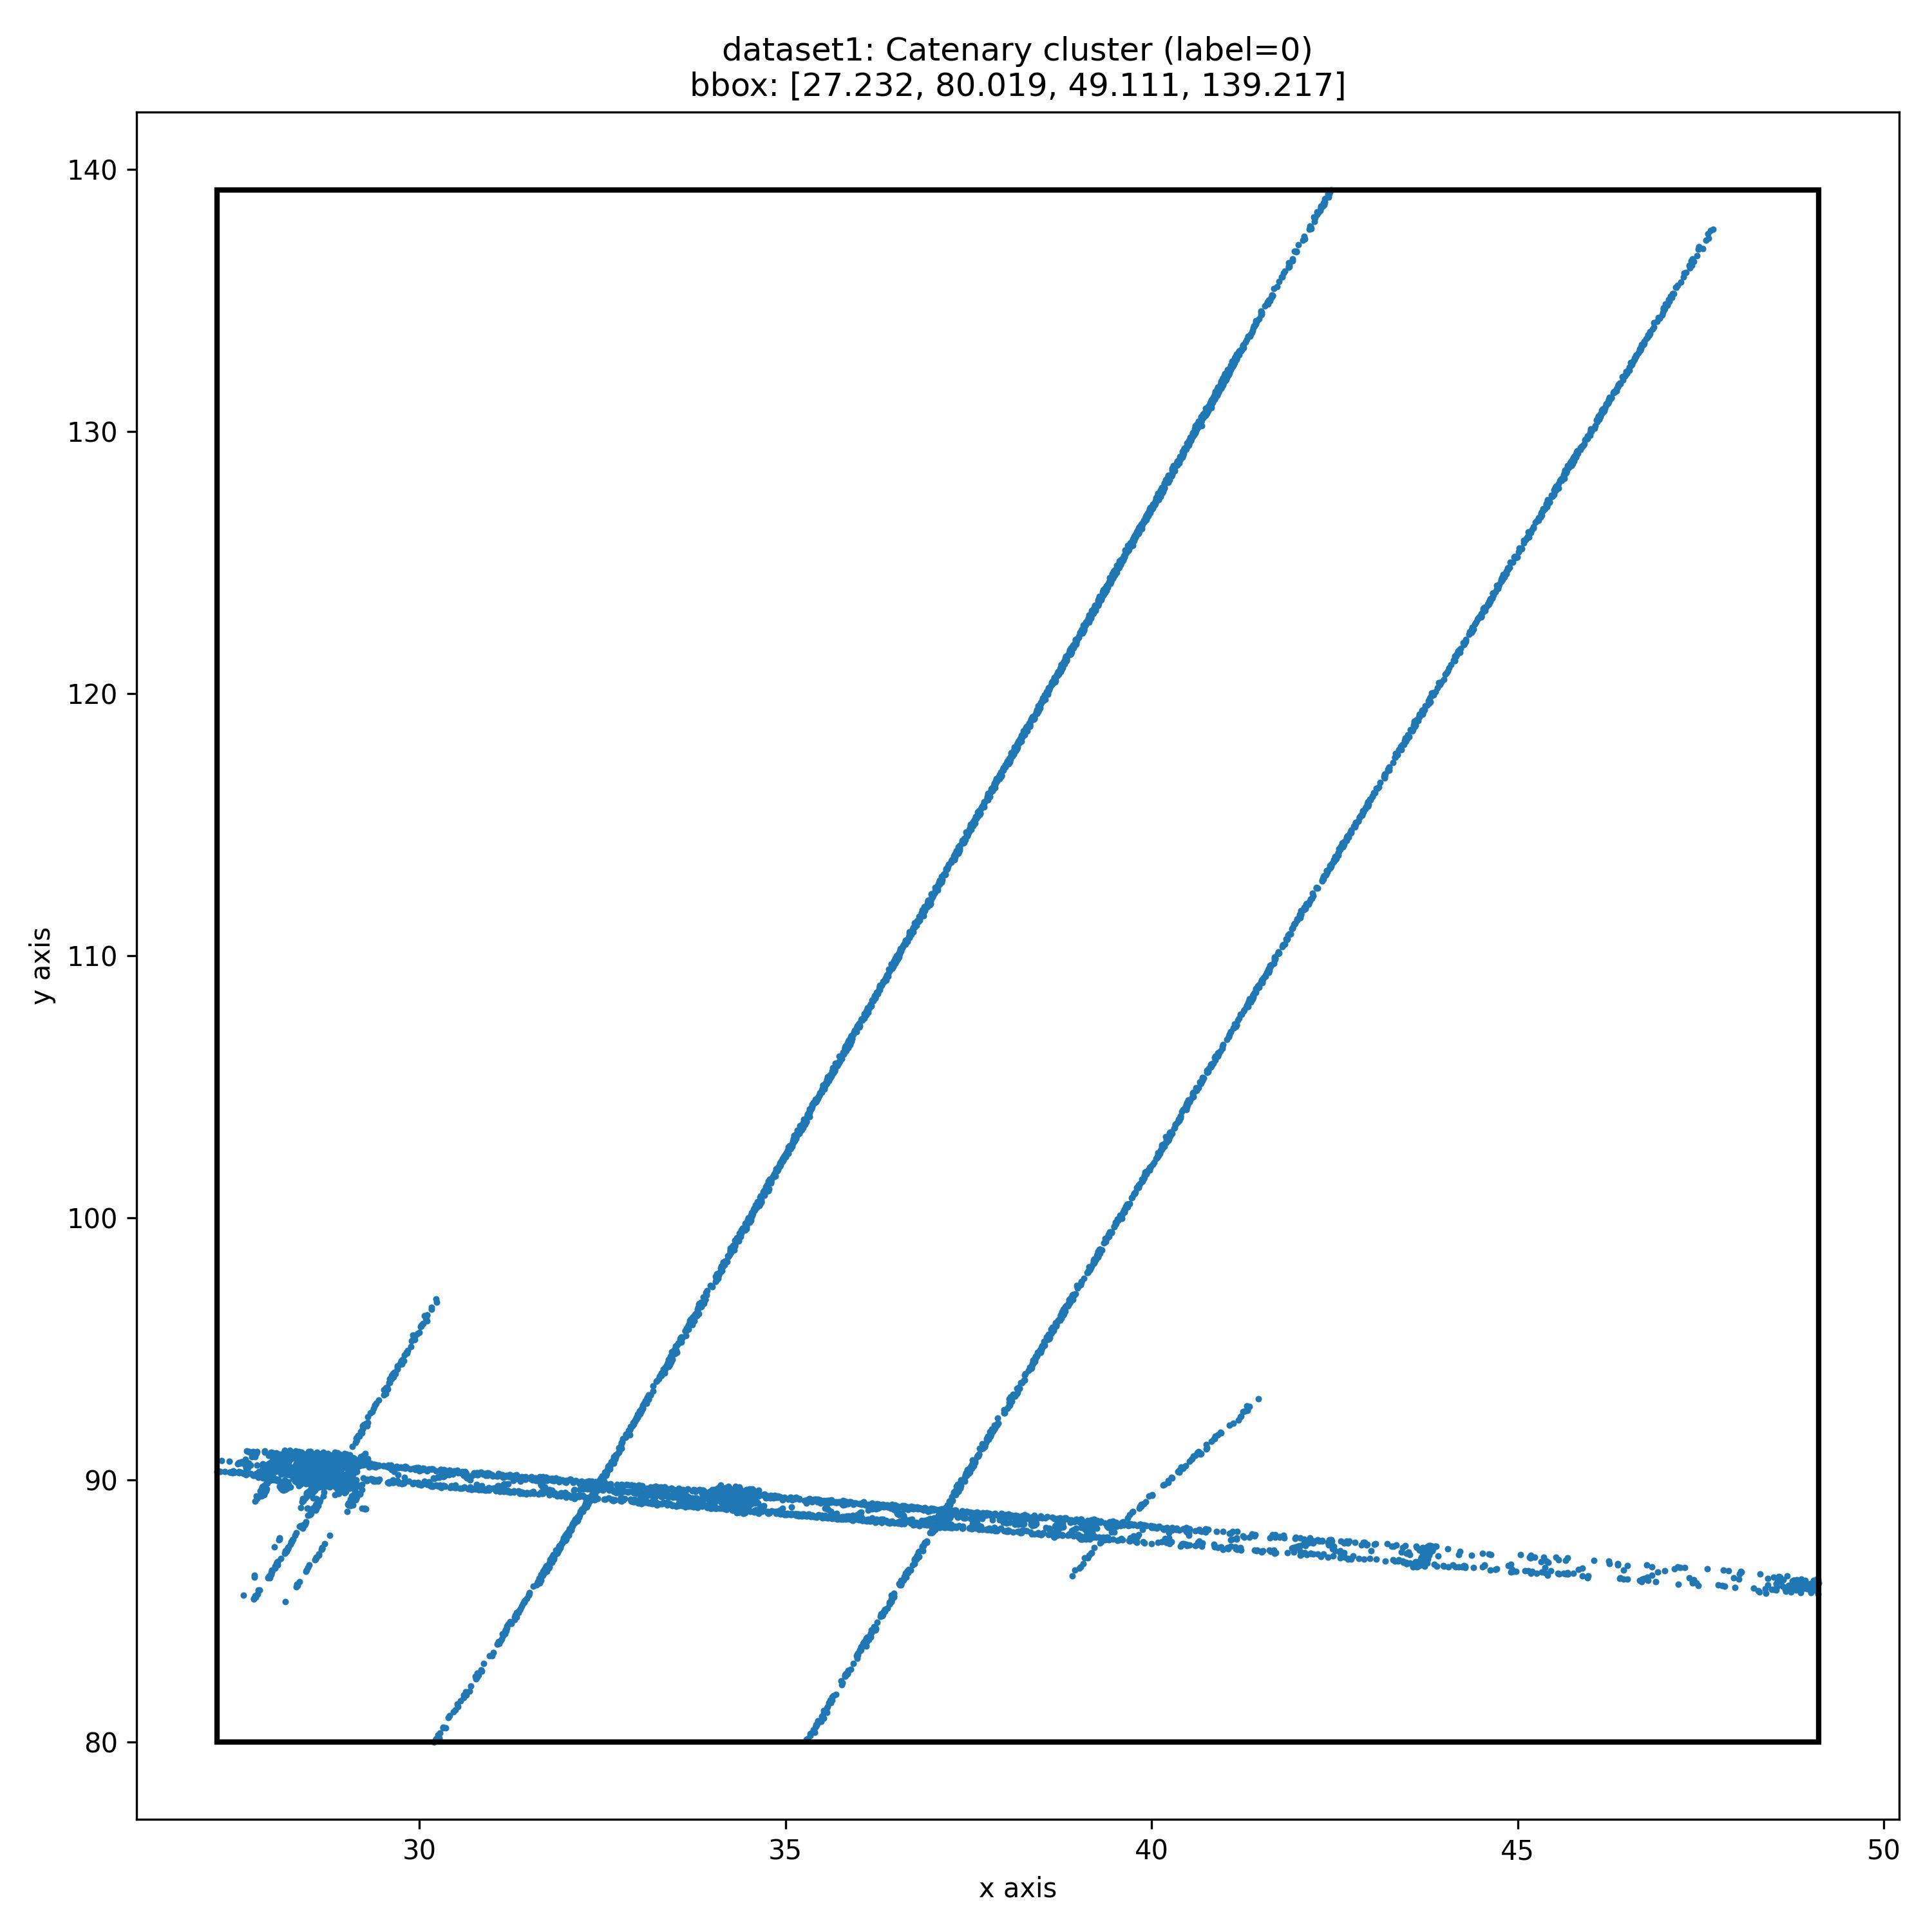 dataset1: Catenary cluster (label=0)
bbox: [27.232, 80.019, 49.111, 139.217]
140
130
120
110
100
90
80
y axis
30 35 40 45 50
x axis